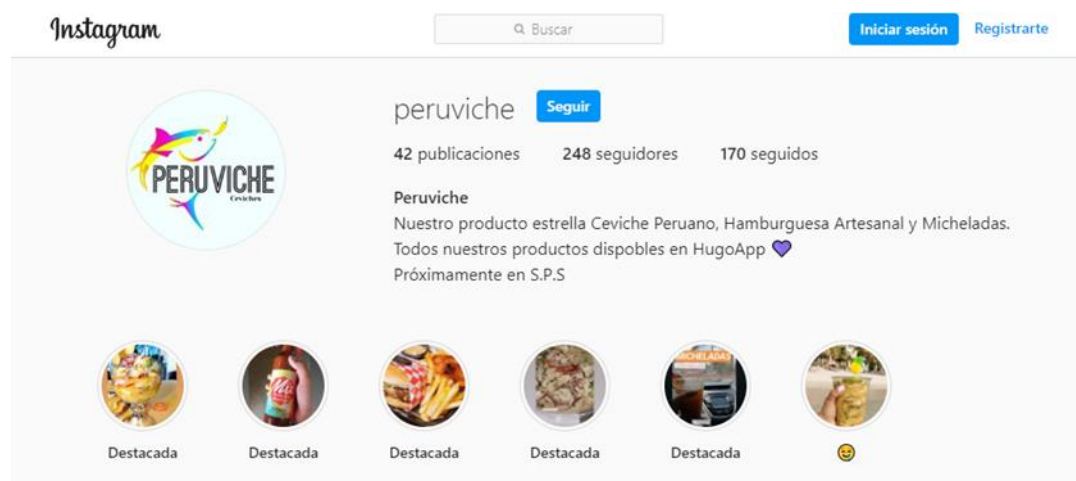 Instagram
Buscar
Iniciar sesión
Registrarte
peruviche
Seguir
42 publicaciones 248 seguidores 170 seguidos
PERUVICHE
Ceviches
Peruviche
Nuestro producto estrella Ceviche Peruano, Hamburguesa Artesanal y Micheladas.
Todos nuestros productos dispobles en HugoApp 💜
Próximamente en S.P.S
MICHELADAS
Destacada
Destacada
Destacada
Destacada
Destacada
😄